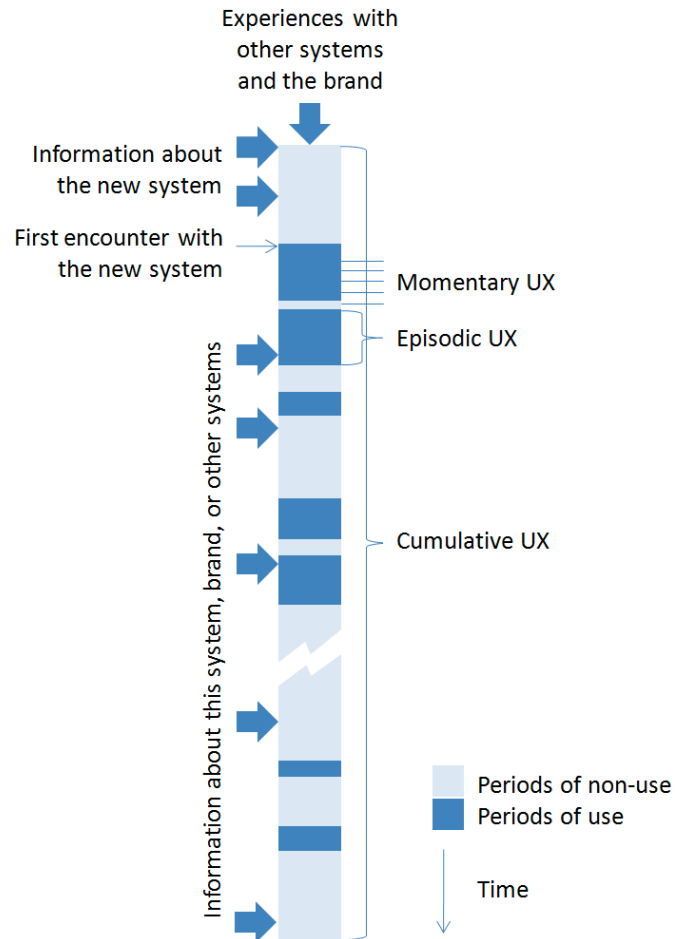 Experiences with
other systems
and the brand
Information about
the new system
First encounter with
the new system
Momentary UX
Episodic UX
Information about this system, brand, or other systems
Cumulative UX
Periods of non-use
Periods of use
Time